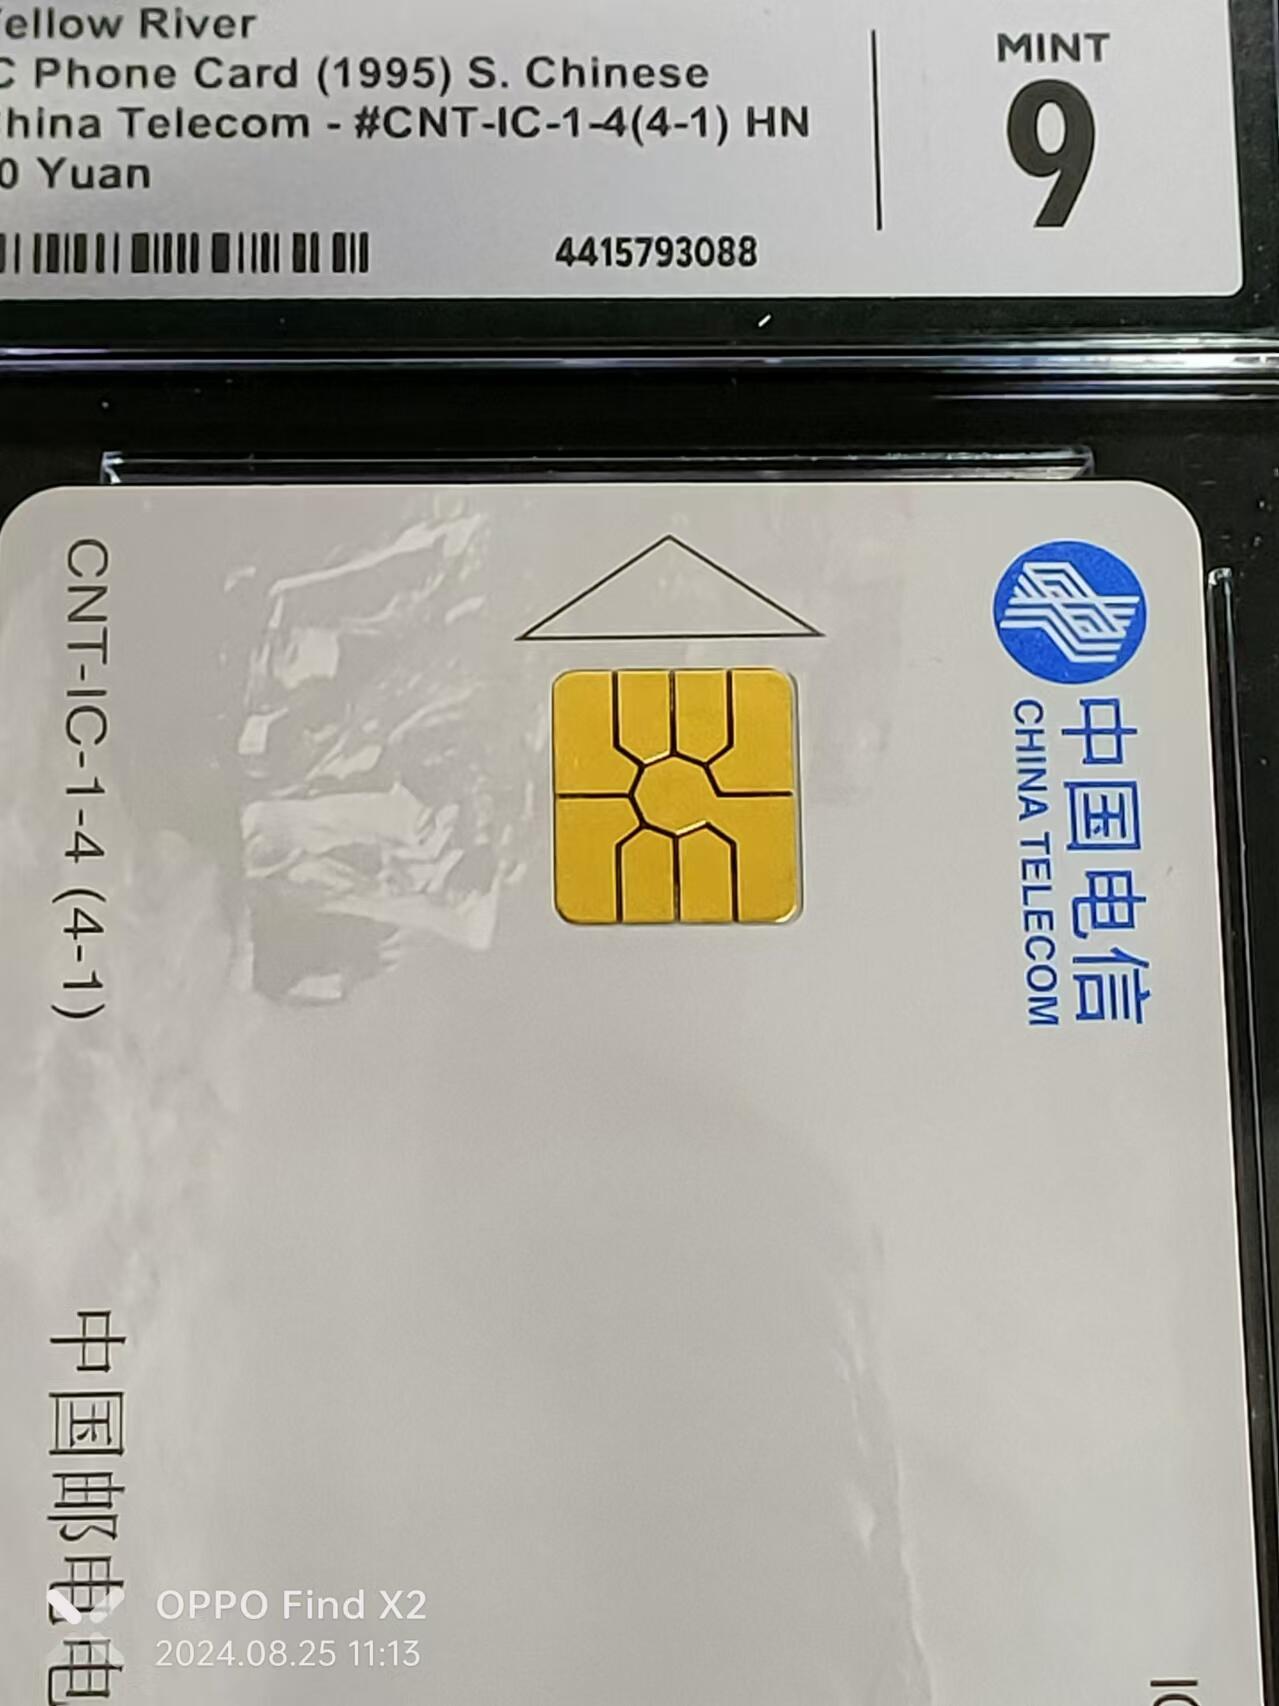 ellow River
C Phone Card (1995) S. Chinese
hina Telecom - #CNT-IC-1-4(4-1) HN
0 Yuan
4415793088
MINT
9
CNT-IC-1-4 (4-1)
中国电信
CHINA TELECOM
中国邮电电
OPPO Find X2
2024.08.25 11:13